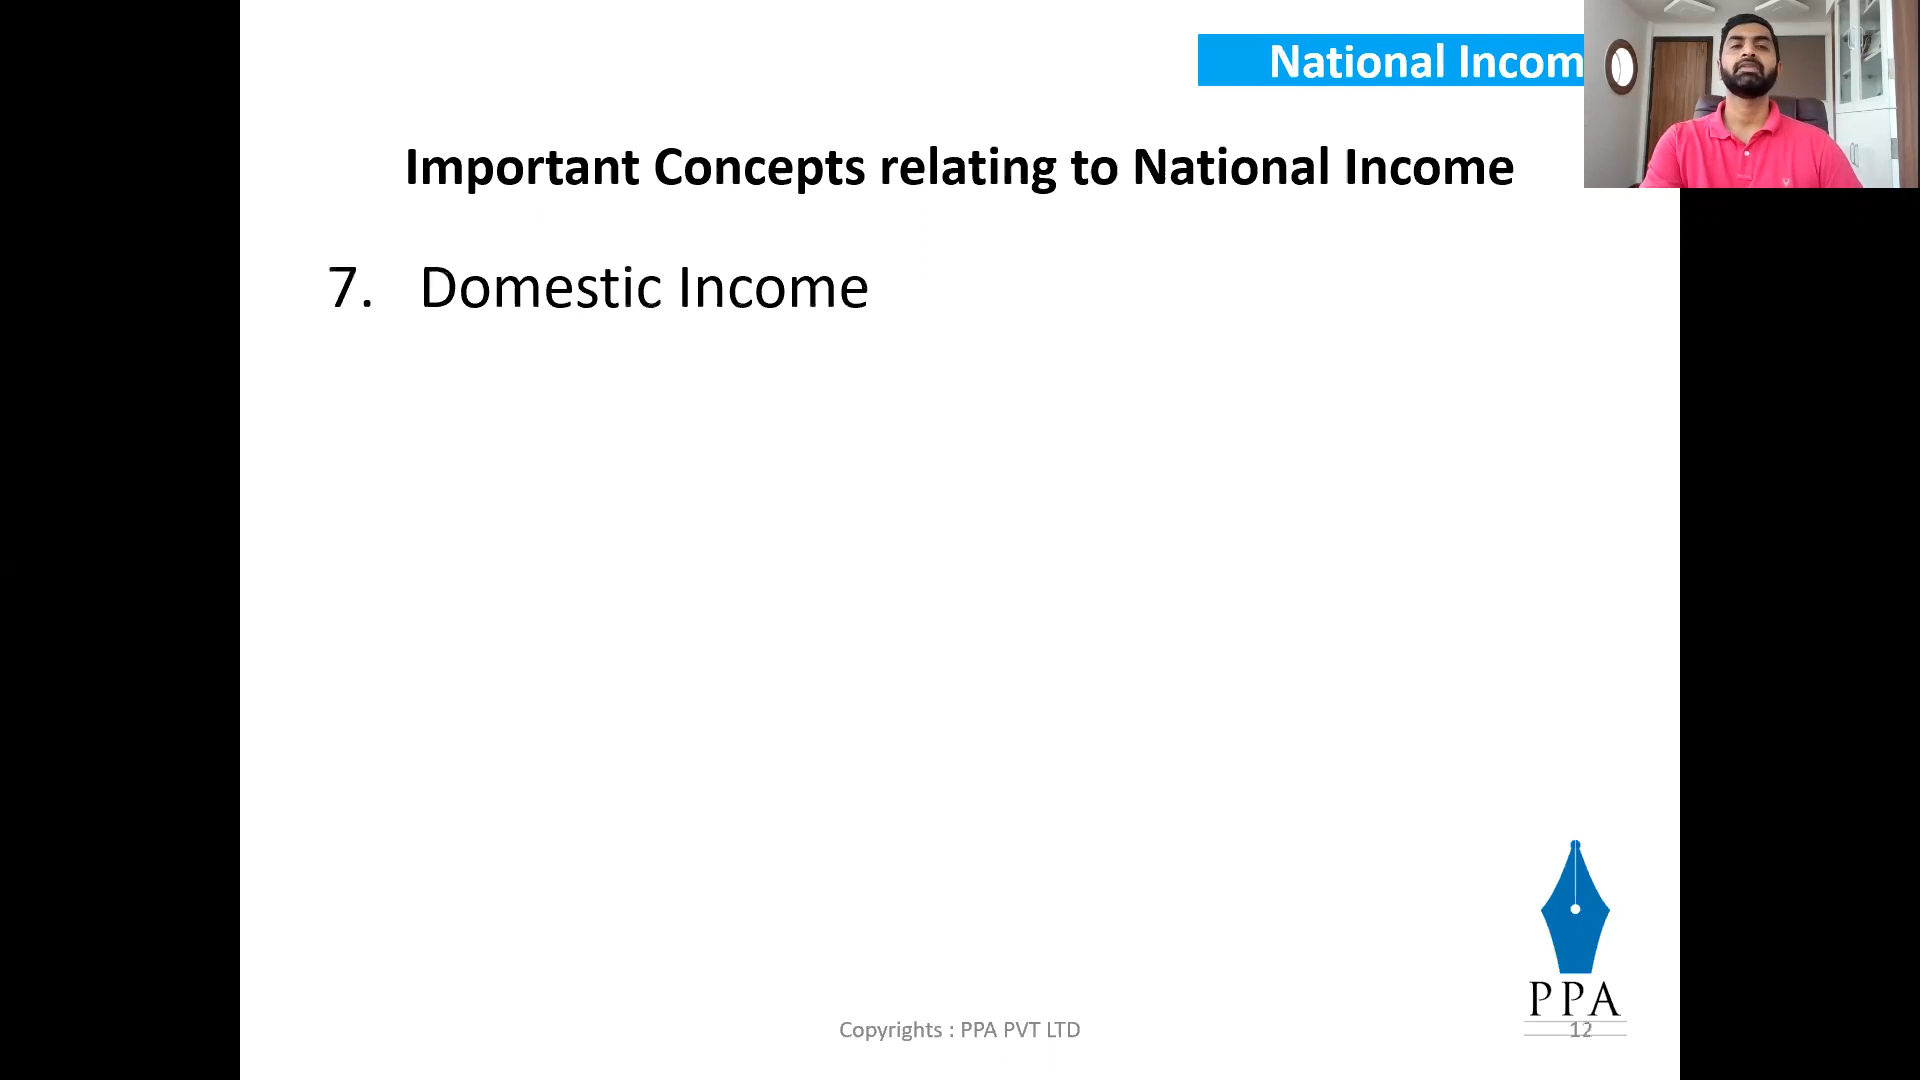 National Incom
Important Concepts relating to National Income
7. Domestic Income
PPA
Copyrights : PPA PVT LTD
12